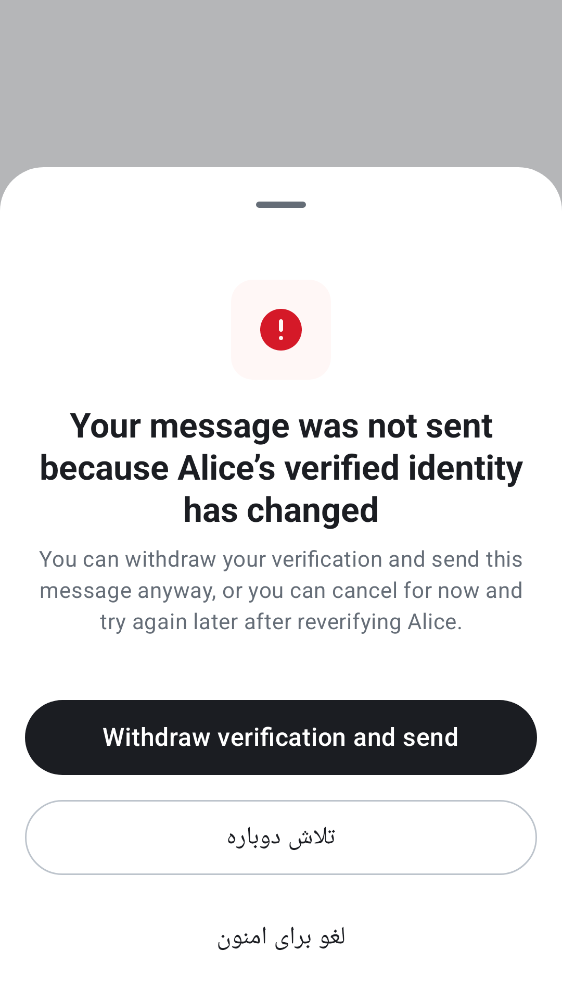 Your message was not sent
because Alice’s verified identity
has changed
You can withdraw your verification and send this
message anyway, or you can cancel for now and
try again later after reverifying Alice.
Withdraw verification and send
تلاش دوباره
لغو برای امنون